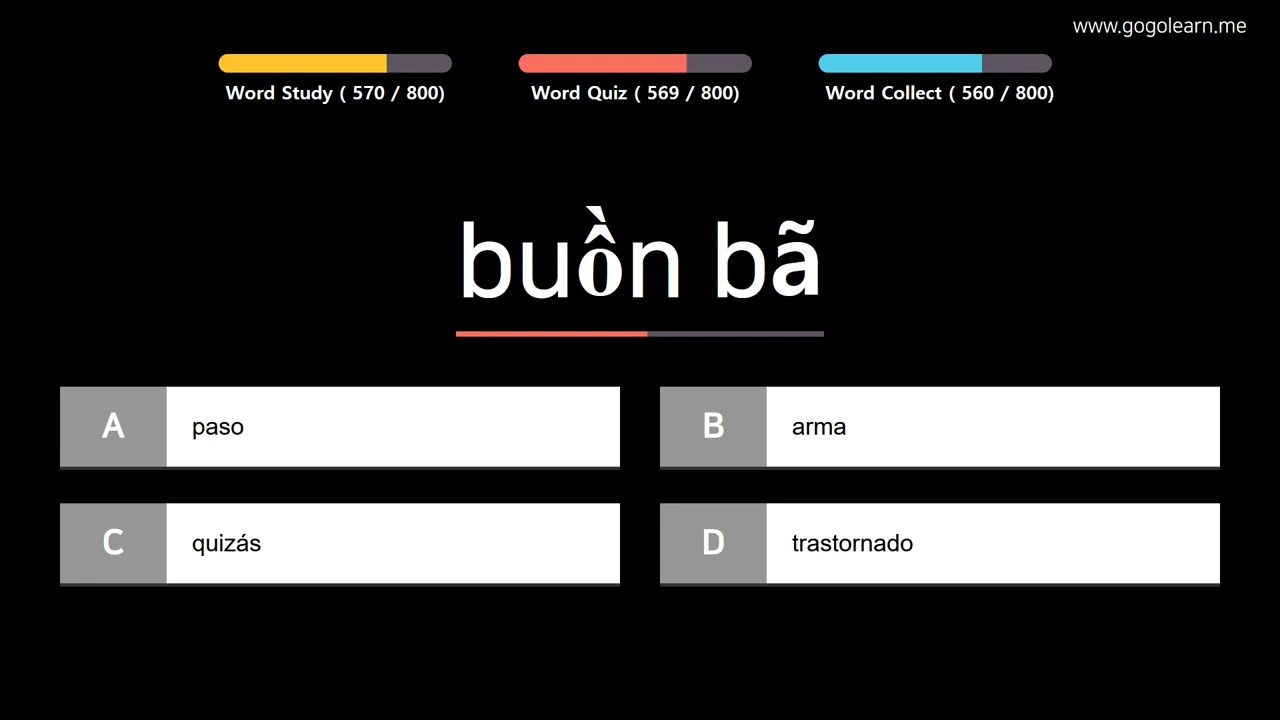 www.gogolearn.me
Word Study ( 570 / 800)
Word Quiz ( 569 / 800)
Word Collect ( 560 / 800)
buồn bã
A paso
B arma
C quizás
D trastornado